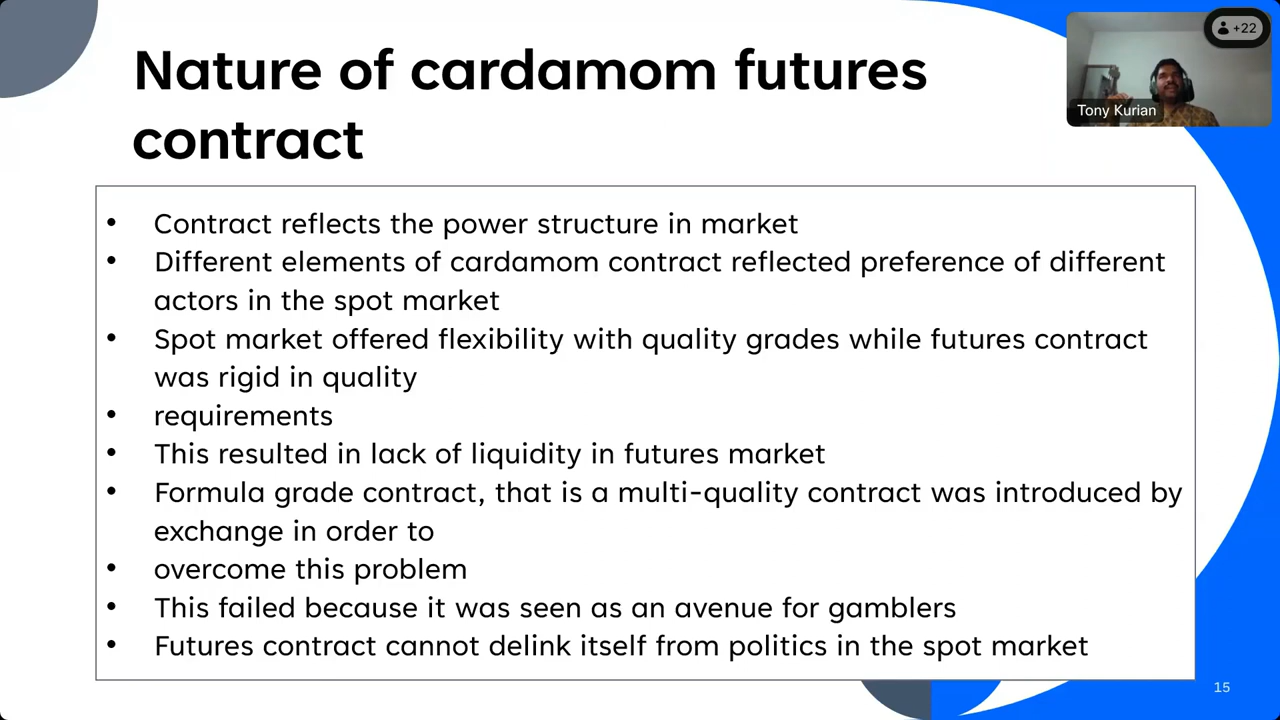 Nature of cardamom futures
contract
+22
Tony Kurian
• Contract reflects the power structure in market
• Different elements of cardamom contract reflected preference of different
actors in the spot market
• Spot market offered flexibility with quality grades while futures contract
was rigid in quality
• requirements
• This resulted in lack of liquidity in futures market
• Formula grade contract, that is a multi-quality contract was introduced by
exchange in order to
• overcome this problem
• This failed because it was seen as an avenue for gamblers
• Futures contract cannot delink itself from politics in the spot market
15